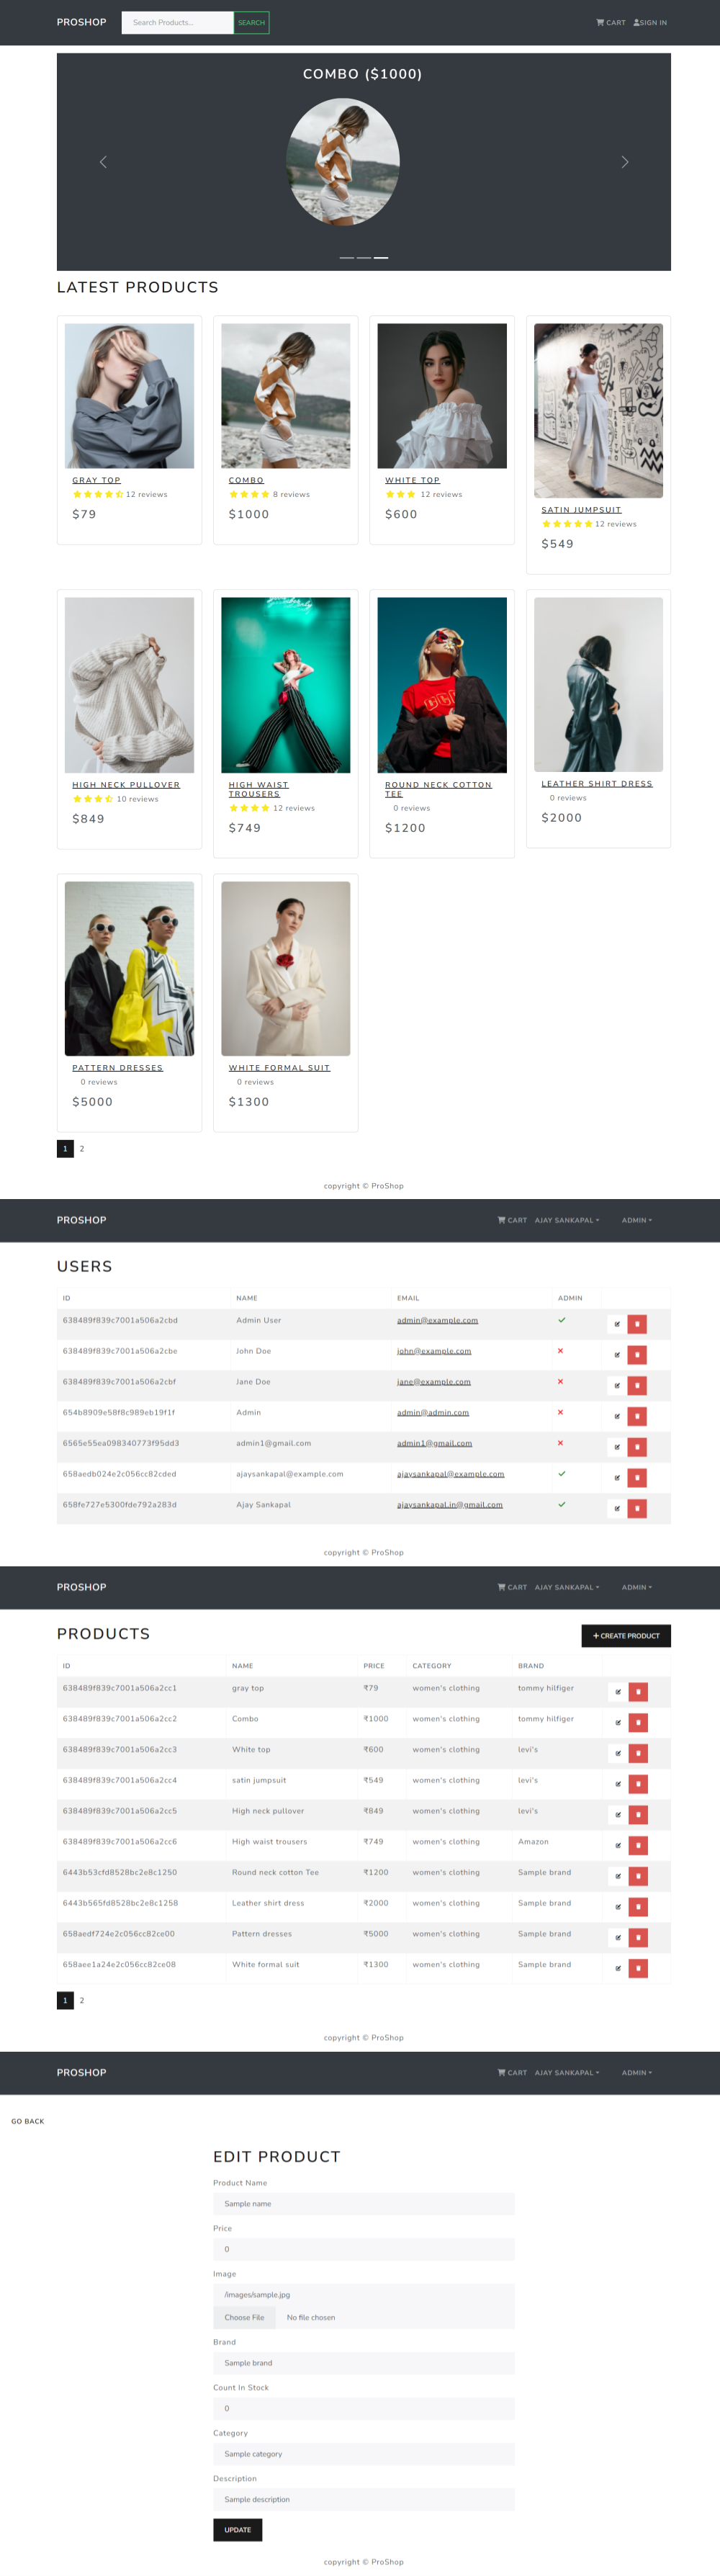 PROSHOP Search Products... SEARCH CART SIGN IN
COMBO ($1000)
LATEST PRODUCTS
GRAY TOP
12 reviews
$79
COMBO
8 reviews
$1000
WHITE TOP
12 reviews
$600
SATIN JUMPSUIT
12 reviews
$549
HIGH NECK PULLOVER
10 reviews
$849
HIGH WAIST
TROUSERS
12 reviews
$749
ROUND NECK COTTON
TEE
0 reviews
$1200
LEATHER SHIRT DRESS
0 reviews
$2000
PATTERN DRESSES
0 reviews
$5000
WHITE FORMAL SUIT
0 reviews
$1300
1 2
copyright © ProShop
PROSHOP CART AJAY SANKAPAL ADMIN
USERS
ID NAME EMAIL ADMIN
638489f839c7001a506a2cbd Admin User admin@example.com
638489f839c7001a506a2cbe John Doe john@example.com
638489f839c7001a506a2cbf Jane Doe jane@example.com
654b8909e58f8c989eb19f1f Admin admin@admin.com
6565e55ea098340773f95dd3 admin1@gmail.com admin1@gmail.com
658aedb024e2c056cc82cded ajaysankapal@example.com ajaysankapal@example.com
658fe727e5300fde792a283d Ajay Sankapal ajaysankapal.in@gmail.com
copyright © ProShop
PROSHOP CART AJAY SANKAPAL ADMIN
PRODUCTS + CREATE PRODUCT
ID NAME PRICE CATEGORY BRAND
638489f839c7001a506a2cc1 gray top ₹79 women's clothing tommy hilfiger
638489f839c7001a506a2cc2 Combo ₹1000 women's clothing tommy hilfiger
638489f839c7001a506a2cc3 White top ₹600 women's clothing levi's
638489f839c7001a506a2cc4 satin jumpsuit ₹549 women's clothing levi's
638489f839c7001a506a2cc5 High neck pullover ₹849 women's clothing levi's
638489f839c7001a506a2cc6 High waist trousers ₹749 women's clothing Amazon
6443b53cfd8528bc2e8c1250 Round neck cotton Tee ₹1200 women's clothing Sample brand
6443b565fd8528bc2e8c1258 Leather shirt dress ₹2000 women's clothing Sample brand
658aedf724e2c056cc82ce00 Pattern dresses ₹5000 women's clothing Sample brand
658aee1a24e2c056cc82ce08 White formal suit ₹1300 women's clothing Sample brand
1 2
copyright © ProShop
PROSHOP CART AJAY SANKAPAL ADMIN
GO BACK
EDIT PRODUCT
Product Name
Sample name
Price
0
Image
/images/sample.jpg
Choose File No file chosen
Brand
Sample brand
Count In Stock
0
Category
Sample category
Description
Sample description
UPDATE
copyright © ProShop